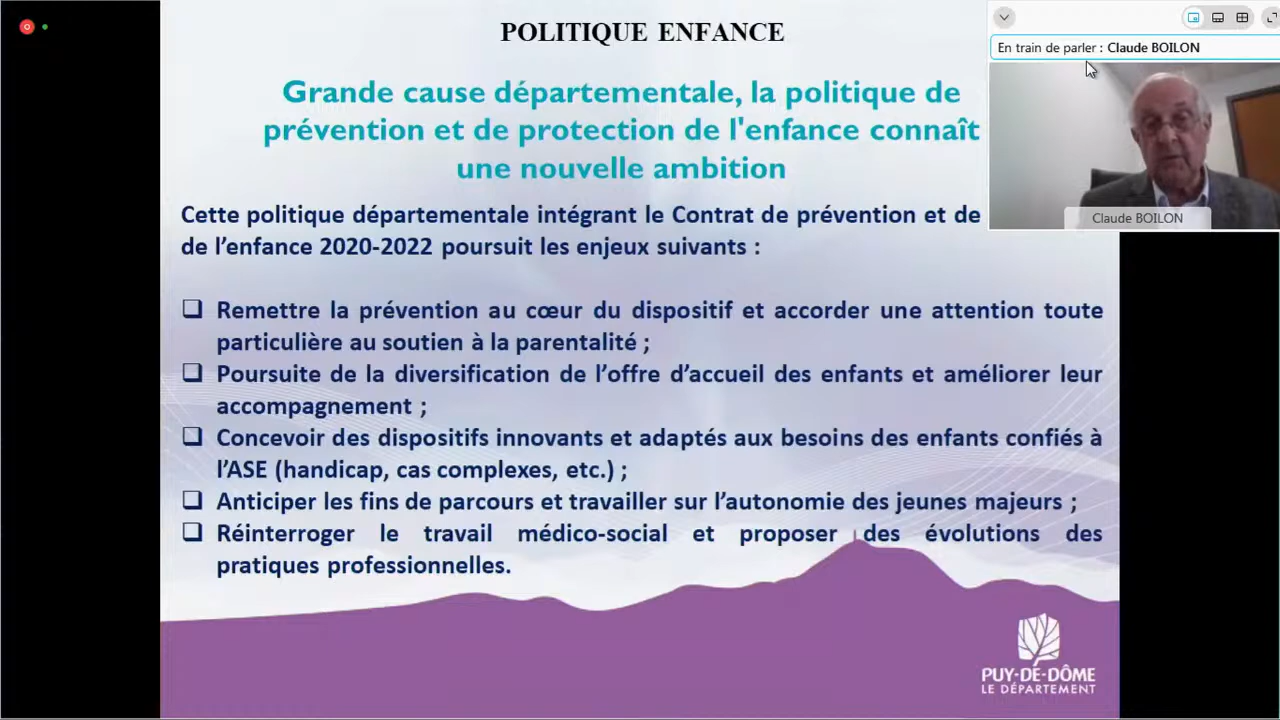 POLITIQUE ENFANCE
En train de parler : Claude BOILON
Grande cause départementale, la politique de
prévention et de protection de l'enfance connaît
une nouvelle ambition
Claude BOILON
Cette politique départementale intégrant le Contrat de prévention et de
de l’enfance 2020-2022 poursuit les enjeux suivants :
❑ Remettre la prévention au cœur du dispositif et accorder une attention toute
particulière au soutien à la parentalité ;
❑ Poursuite de la diversification de l’offre d’accueil des enfants et améliorer leur
accompagnement ;
❑ Concevoir des dispositifs innovants et adaptés aux besoins des enfants confiés à
l’ASE (handicap, cas complexes, etc.) ;
❑ Anticiper les fins de parcours et travailler sur l’autonomie des jeunes majeurs ;
❑ Réinterroger le travail médico-social et proposer des évolutions des
pratiques professionnelles.
PUY-DE-DÔME
LE DÉPARTEMENT